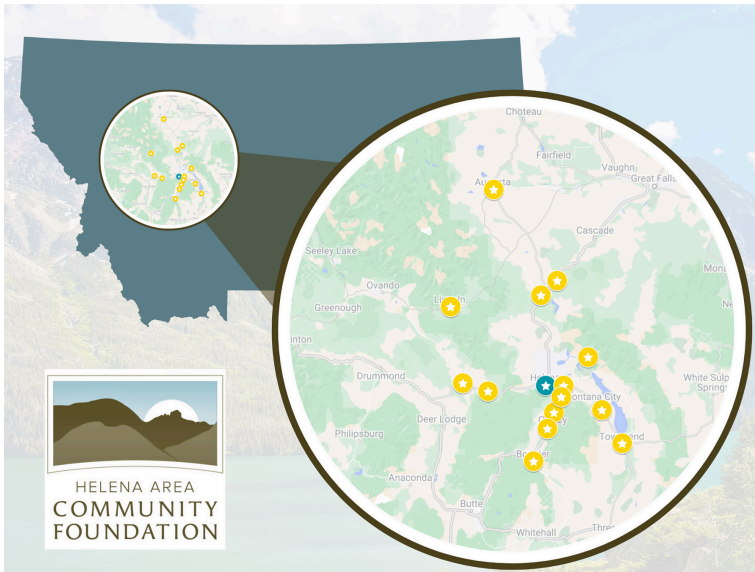 Choteau
Fairfield
Vaughn
Great Falls
Cascade
Seeley Lake
Ovando
Greenough
Drummond
White Sulp
Spring
Deer Lodge
Philipsburg
Anaconda
Butte
Whitehall
HELENA AREA
COMMUNITY
FOUNDATION